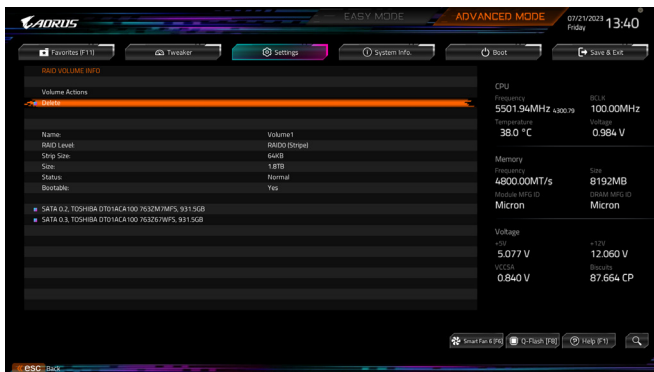 AORUS
EASY MODE
ADVANCED MODE
07/21/2023
Friday
13:40
Favorites (F11)
Tweaker
Settings
System Info.
Boot
Save & Exit
RAID VOLUME INFO
Volume Actions
Delete
Name: Volume1
RAID Level: RAID0 (Stripe)
Strip Size: 64KB
Size: 1.8TB
Status: Normal
Bootable: Yes
SATA 0.2, TOSHIBA DT01ACA100 763ZM7MFS, 931.5GB
SATA 0.3, TOSHIBA DT01ACA100 763Z67WFS, 931.5GB
CPU
Frequency BCLK
5501.94MHz 4300.79 100.00MHz
Temperature Voltage
38.0 °C 0.984 V
Memory
Frequency Size
4800.00MT/s 8192MB
Module MFG ID DRAM MFG ID
Micron Micron
Voltage
+5V +12V
5.077 V 12.060 V
VCCSA Biscuits
0.840 V 87.664 CP
Smart Fan 6 [F6]
Q-Flash [F8]
Help (F1)
esc Back